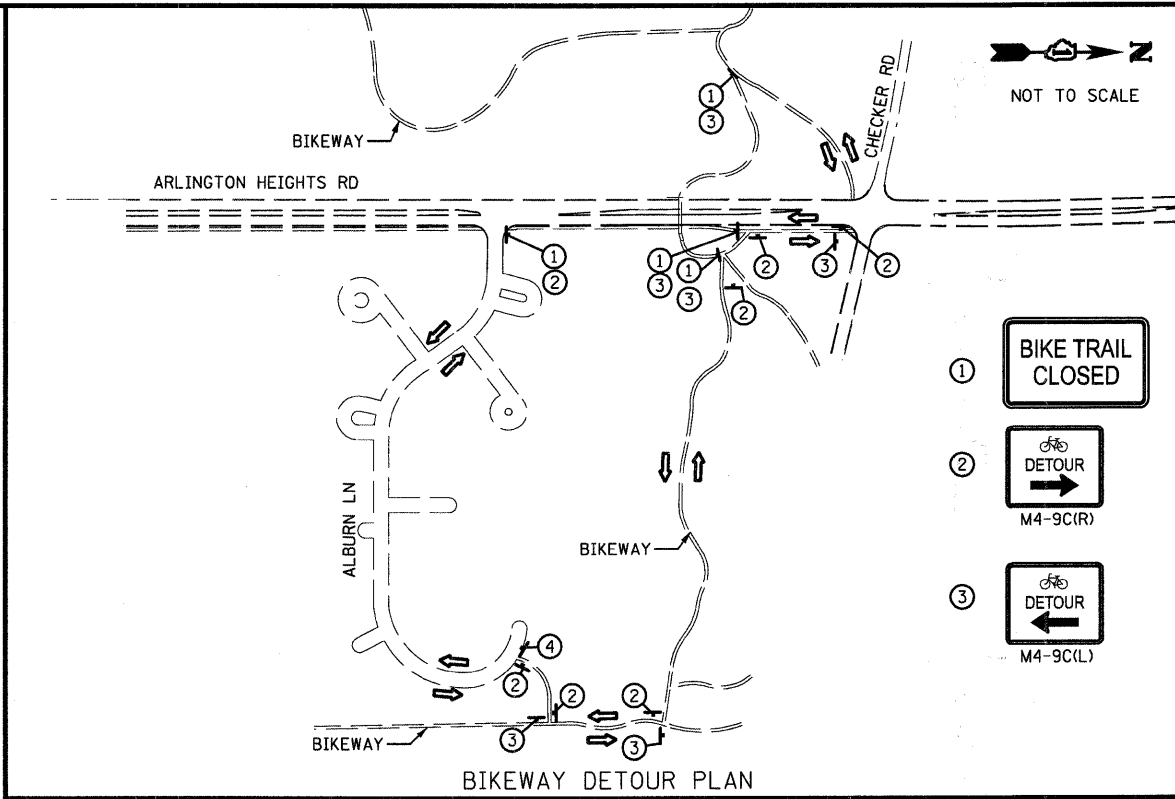 N
NOT TO SCALE
CHECKER RD
BIKEWAY
ARLINGTON HEIGHTS RD
1
3
1
2
1
3
1
3
2
2
3
2
ALBURN LN
BIKEWAY
4
2
2
3
2
3
BIKEWAY
1
BIKE TRAIL
CLOSED
2
DETOUR
M4-9C(R)
3
DETOUR
M4-9C(L)
BIKEWAY DETOUR PLAN